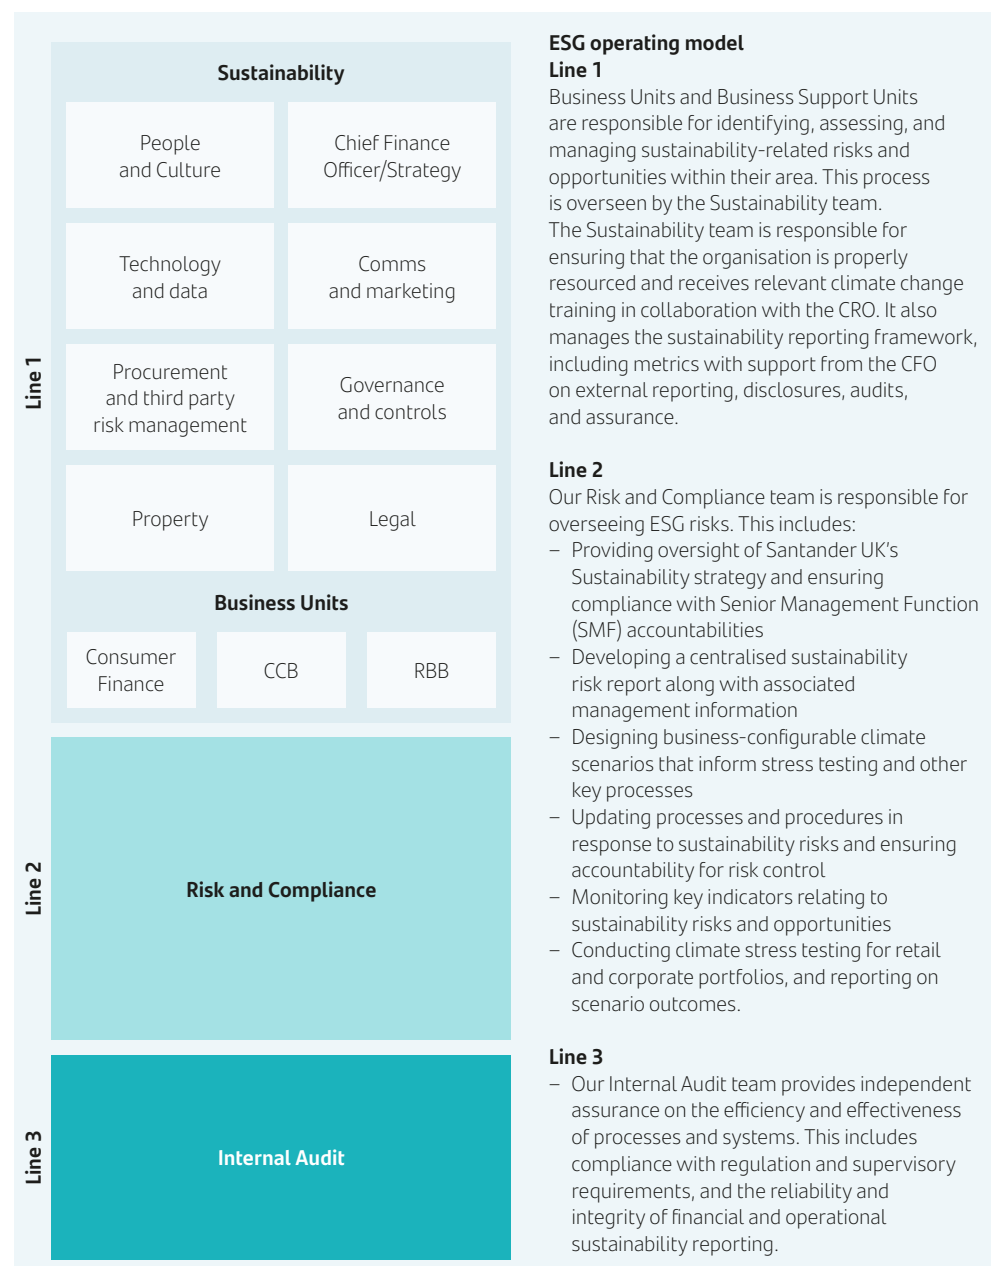 Line 1
Sustainability
People
and Culture
Chief Finance
Officer/Strategy
Technology
and data
Comms
and marketing
Procurement
and third party
risk management
Governance
and controls
Property
Legal
Business Units
Consumer
Finance
CCB
RBB
Line 2
Risk and Compliance
Line 3
Internal Audit
ESG operating model
Line 1
Business Units and Business Support Units
are responsible for identifying, assessing, and
managing sustainability-related risks and
opportunities within their area. This process
is overseen by the Sustainability team.
The Sustainability team is responsible for
ensuring that the organisation is properly
resourced and receives relevant climate change
training in collaboration with the CRO. It also
manages the sustainability reporting framework,
including metrics with support from the CFO
on external reporting, disclosures, audits,
and assurance.
Line 2
Our Risk and Compliance team is responsible for
overseeing ESG risks. This includes:
– Providing oversight of Santander UK’s
Sustainability strategy and ensuring
compliance with Senior Management Function
(SMF) accountabilities
– Developing a centralised sustainability
risk report along with associated
management information
– Designing business-configurable climate
scenarios that inform stress testing and other
key processes
– Updating processes and procedures in
response to sustainability risks and ensuring
accountability for risk control
– Monitoring key indicators relating to
sustainability risks and opportunities
– Conducting climate stress testing for retail
and corporate portfolios, and reporting on
scenario outcomes.
Line 3
– Our Internal Audit team provides independent
assurance on the efficiency and effectiveness
of processes and systems. This includes
compliance with regulation and supervisory
requirements, and the reliability and
integrity of financial and operational
sustainability reporting.